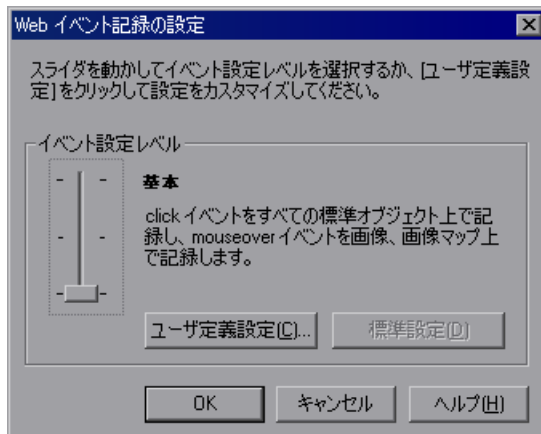 Web イベント記録の設定
スライダを動かしてイベント設定レベルを選択するか、[ユーザ定義設
定]をクリックして設定をカスタマイズしてください。
イベント設定レベル
基本
click イベントをすべての標準オブジェクト上で記
録し、mouseover イベントを画像、画像マップ上
で記録します。
ユーザ定義設定(C)... 標準設定(D)
OK キャンセル ヘルプ(H)